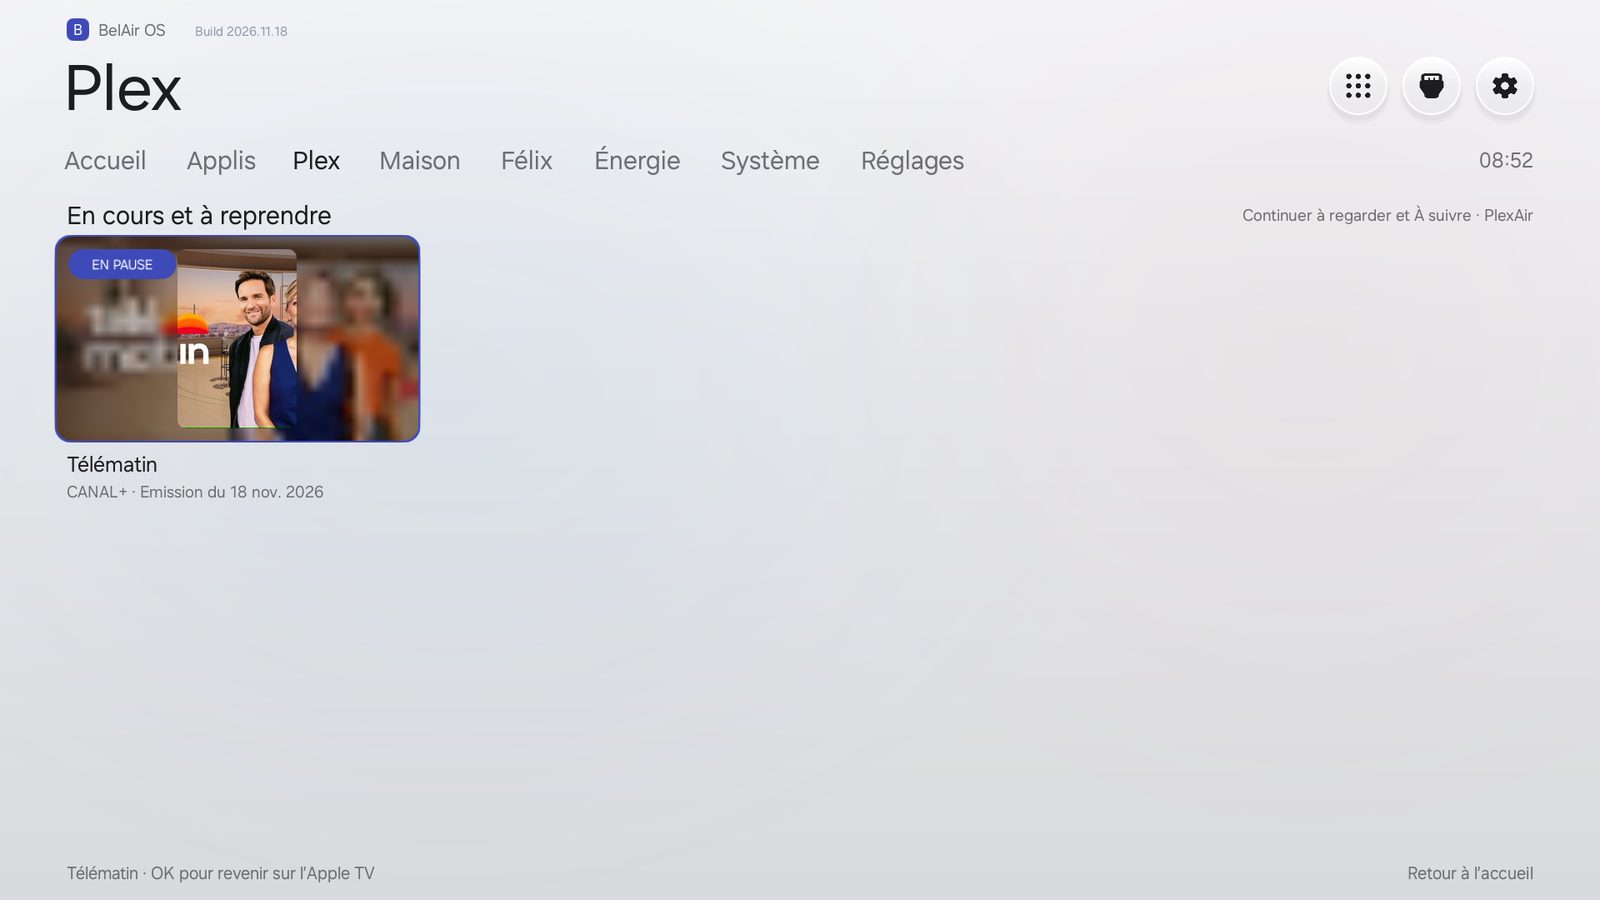 B BelAir OS Build 2026.11.18
Plex
Accueil Applis Plex Maison Félix Énergie Système Réglages 08:52
En cours et à reprendre Continuer à regarder et À suivre · PlexAir
EN PAUSE
Télématin
CANAL+ · Emission du 18 nov. 2026
Télématin · OK pour revenir sur l'Apple TV Retour à l'accueil